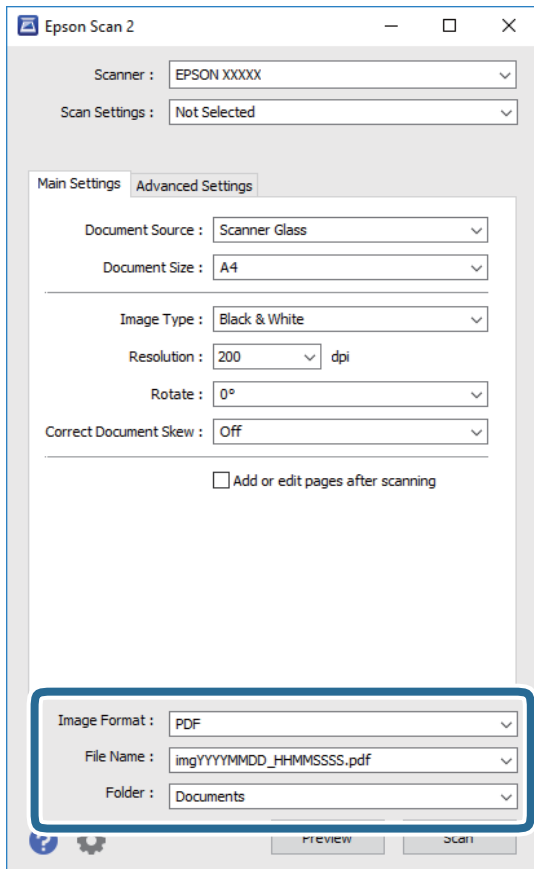 Epson Scan 2
Scanner : EPSON XXXXX
Scan Settings : Not Selected
Main Settings Advanced Settings
Document Source : Scanner Glass
Document Size : A4
Image Type : Black & White
Resolution : 200 dpi
Rotate : 0°
Correct Document Skew : Off
Add or edit pages after scanning
Image Format : PDF
File Name : imgYYYYMMDD_HHMMSSSS.pdf
Folder : Documents
? Preview Scan